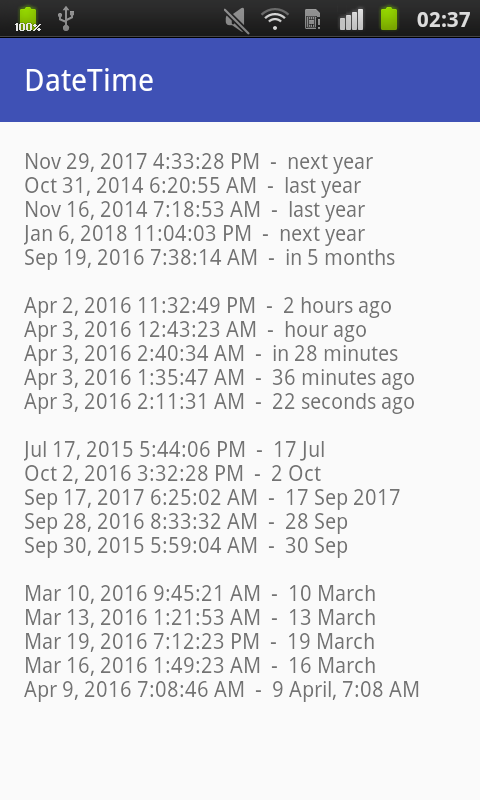 100%
02:37
DateTime
Nov 29, 2017 4:33:28 PM - next year
Oct 31, 2014 6:20:55 AM - last year
Nov 16, 2014 7:18:53 AM - last year
Jan 6, 2018 11:04:03 PM - next year
Sep 19, 2016 7:38:14 AM - in 5 months
Apr 2, 2016 11:32:49 PM - 2 hours ago
Apr 3, 2016 12:43:23 AM - hour ago
Apr 3, 2016 2:40:34 AM - in 28 minutes
Apr 3, 2016 1:35:47 AM - 36 minutes ago
Apr 3, 2016 2:11:31 AM - 22 seconds ago
Jul 17, 2015 5:44:06 PM - 17 Jul
Oct 2, 2016 3:32:28 PM - 2 Oct
Sep 17, 2017 6:25:02 AM - 17 Sep 2017
Sep 28, 2016 8:33:32 AM - 28 Sep
Sep 30, 2015 5:59:04 AM - 30 Sep
Mar 10, 2016 9:45:21 AM - 10 March
Mar 13, 2016 1:21:53 AM - 13 March
Mar 19, 2016 7:12:23 PM - 19 March
Mar 16, 2016 1:49:23 AM - 16 March
Apr 9, 2016 7:08:46 AM - 9 April, 7:08 AM